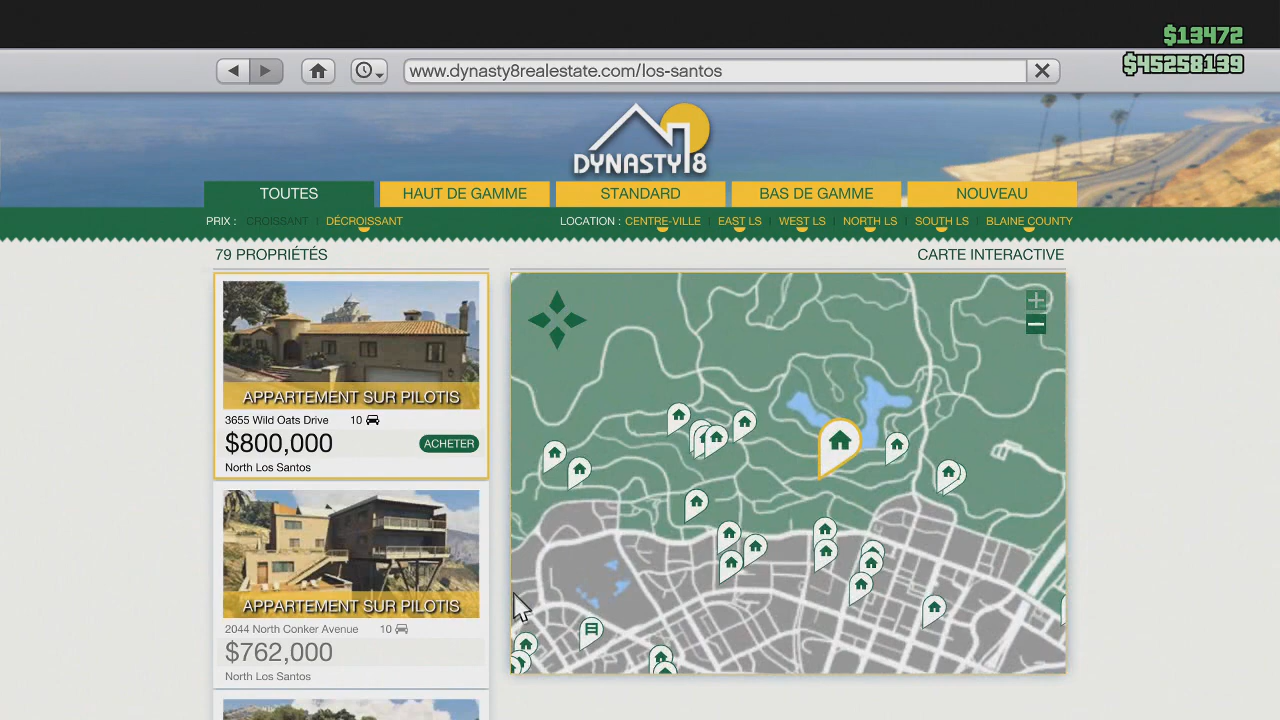 $13472
$45258139
www.dynasty8realestate.com/los-santos
DYNASTY 8
TOUTES
HAUT DE GAMME
STANDARD
BAS DE GAMME
NOUVEAU
PRIX : CROISSANT | DÉCROISSANT
LOCATION : CENTRE-VILLE | EAST LS | WEST LS | NORTH LS | SOUTH LS | BLAINE COUNTY
79 PROPRIÉTÉS
CARTE INTERACTIVE
APPARTEMENT SUR PILOTIS
3655 Wild Oats Drive 10
$800,000
ACHETER
North Los Santos
APPARTEMENT SUR PILOTIS
2044 North Conker Avenue 10
$762,000
North Los Santos